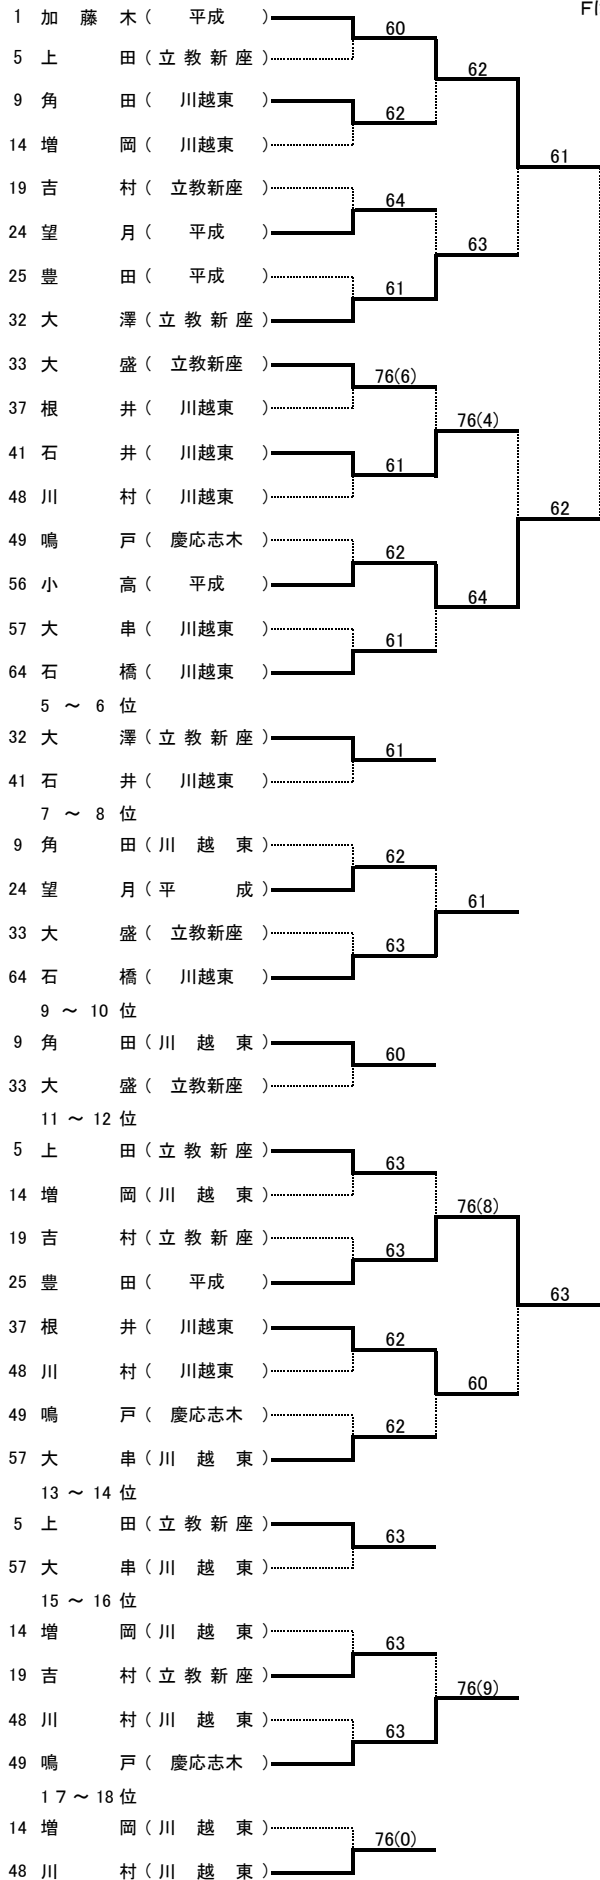 FI
1 加 藤 木 ( 平成 )
60
5 上 田 ( 立 教 新 座 )
62
9 角 田 ( 川越東 )
62
14 増 岡 ( 川越東 )
61
19 吉 村 ( 立教新座 )
64
24 望 月 ( 平成 )
63
25 豊 田 ( 平成 )
61
32 大 澤 ( 立 教 新 座 )
33 大 盛 ( 立教新座 )
76(6)
37 根 井 ( 川越東 )
76(4)
41 石 井 ( 川越東 )
61
48 川 村 ( 川越東 )
62
49 鳴 戸 ( 慶応志木 )
62
56 小 高 ( 平成 )
64
57 大 串 ( 川越東 )
61
64 石 橋 ( 川越東 )
5 ～ 6 位
32 大 澤 ( 立 教 新 座 )
61
41 石 井 ( 川越東 )
7 ～ 8 位
9 角 田 ( 川 越 東 )
62
24 望 月 ( 平 成 )
61
33 大 盛 ( 立教新座 )
63
64 石 橋 ( 川越東 )
9 ～ 10 位
9 角 田 ( 川 越 東 )
60
33 大 盛 ( 立教新座 )
11 ～ 12 位
5 上 田 ( 立 教 新 座 )
63
14 増 岡 ( 川 越 東 )
76(8)
19 吉 村 ( 立 教 新 座 )
63
25 豊 田 ( 平成 )
63
37 根 井 ( 川越東 )
62
48 川 村 ( 川越東 )
60
49 鳴 戸 ( 慶応志木 )
62
57 大 串 ( 川 越 東 )
13 ～ 14 位
5 上 田 ( 立 教 新 座 )
63
57 大 串 ( 川 越 東 )
15 ～ 16 位
14 増 岡 ( 川 越 東 )
63
19 吉 村 ( 立 教 新 座 )
76(9)
48 川 村 ( 川 越 東 )
63
49 鳴 戸 ( 慶応志木 )
１７～ 18 位
14 増 岡 ( 川 越 東 )
76(0)
48 川 村 ( 川 越 東 )